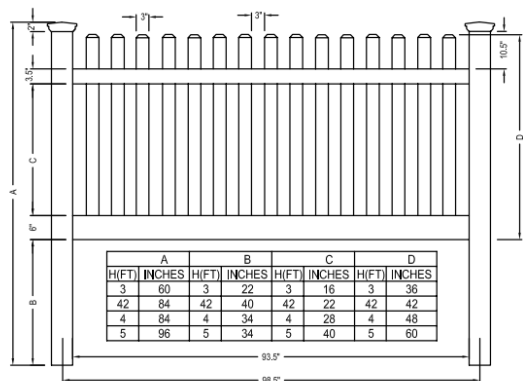 3" 3"
2"
10.5"
3.5"
C
D
A
6"
B
A B C D
H(FT) INCHES H(FT) INCHES H(FT) INCHES H(FT) INCHES
3 60 3 22 3 16 3 36
42 84 42 40 42 22 42 42
4 84 4 34 4 28 4 48
5 96 5 34 5 40 5 60
93.5"
98.5"